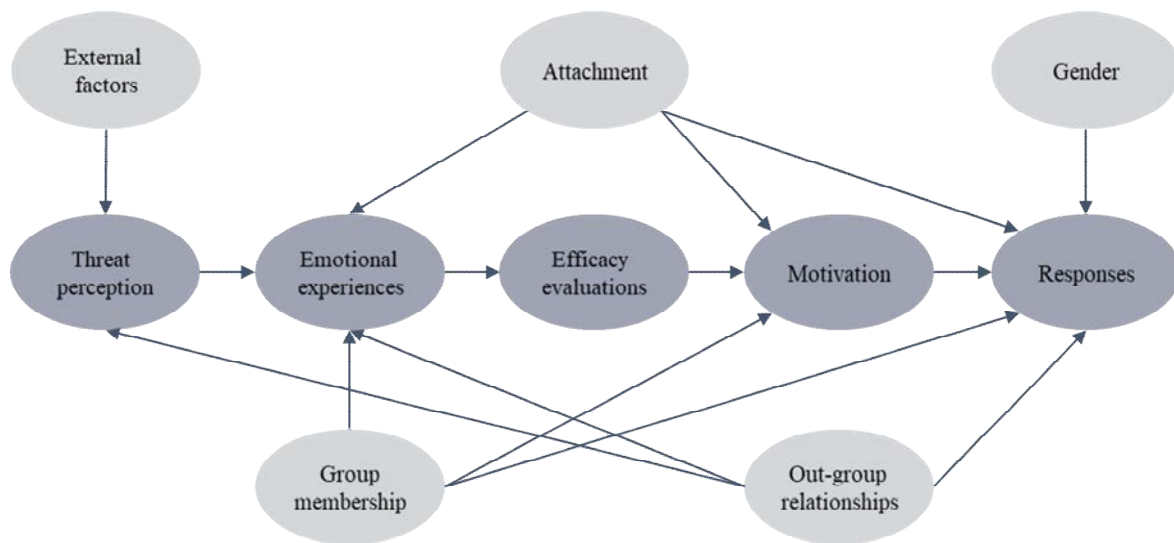 External
factors
Attachment
Gender
Threat
perception
Emotional
experiences
Efficacy
evaluations
Motivation
Responses
Group
membership
Out-group
relationships